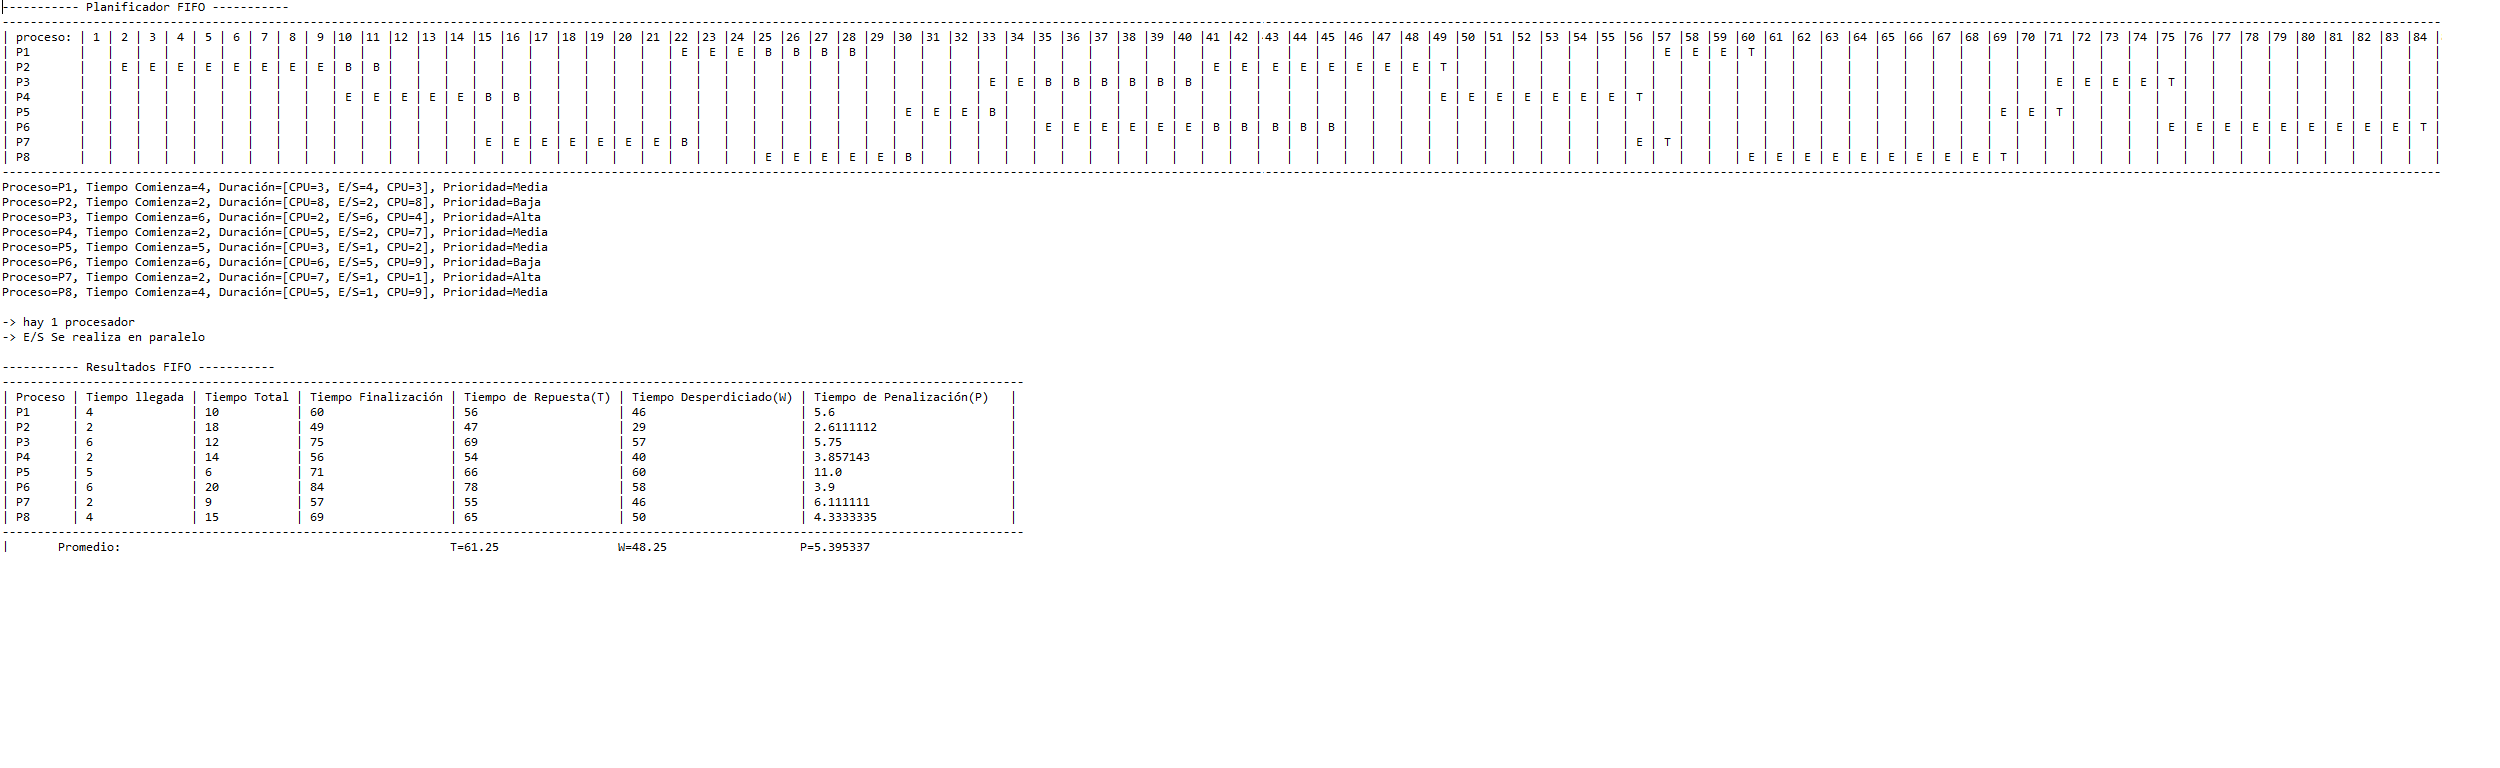 ----------- Planificador FIFO -----------
| proceso: | 1 | 2 | 3 | 4 | 5 | 6 | 7 | 8 | 9 |10 |11 |12 |13 |14 |15 |16 |17 |18 |19 |20 |21 |22 |23 |24 |25 |26 |27 |28 |29 |30 |31 |32 |33 |34 |35 |36 |37 |38 |39 |40 |41 |42 |43 |44 |45 |46 |47 |48 |49 |50 |51 |52 |53 |54 |55 |56 |57 |58 |59 |60 |61 |62 |63 |64 |65 |66 |67 |68 |69 |70 |71 |72 |73 |74 |75 |76 |77 |78 |79 |80 |81 |82 |83 |84 |
| P1 | E | E | E | B | B | B | B | E | E | E | T |
| P2 | E | E | E | E | E | E | E | E | B | B | E | E | E | E | E | E | E | E | T |
| P3 | E | E | B | B | B | B | B | B | E | E | E | E | T |
| P4 | E | E | E | E | E | B | B | E | E | E | E | E | E | E | T |
| P5 | E | E | E | B | E | E | T |
| P6 | E | E | E | E | E | E | B | B | B | B | B | E | E | E | E | E | E | E | E | E | T |
| P7 | E | E | E | E | E | E | E | B | E | T |
| P8 | E | E | E | E | E | B | E | E | E | E | E | E | E | E | E | T |
Proceso=P1, Tiempo Comienza=4, Duración=[CPU=3, E/S=4, CPU=3], Prioridad=Media
Proceso=P2, Tiempo Comienza=2, Duración=[CPU=8, E/S=2, CPU=8], Prioridad=Baja
Proceso=P3, Tiempo Comienza=6, Duración=[CPU=2, E/S=6, CPU=4], Prioridad=Alta
Proceso=P4, Tiempo Comienza=2, Duración=[CPU=5, E/S=2, CPU=7], Prioridad=Media
Proceso=P5, Tiempo Comienza=5, Duración=[CPU=3, E/S=1, CPU=2], Prioridad=Media
Proceso=P6, Tiempo Comienza=6, Duración=[CPU=6, E/S=5, CPU=9], Prioridad=Baja
Proceso=P7, Tiempo Comienza=2, Duración=[CPU=7, E/S=1, CPU=1], Prioridad=Alta
Proceso=P8, Tiempo Comienza=4, Duración=[CPU=5, E/S=1, CPU=9], Prioridad=Media
-> hay 1 procesador
-> E/S Se realiza en paralelo
----------- Resultados FIFO -----------
| Proceso | Tiempo llegada | Tiempo Total | Tiempo Finalización | Tiempo de Repuesta(T) | Tiempo Desperdiciado(W) | Tiempo de Penalización(P) |
| P1 | 4 | 10 | 60 | 56 | 46 | 5.6 |
| P2 | 2 | 18 | 49 | 47 | 29 | 2.6111112 |
| P3 | 6 | 12 | 75 | 69 | 57 | 5.75 |
| P4 | 2 | 14 | 56 | 54 | 40 | 3.857143 |
| P5 | 5 | 6 | 71 | 66 | 60 | 11.0 |
| P6 | 6 | 20 | 84 | 78 | 58 | 3.9 |
| P7 | 2 | 9 | 57 | 55 | 46 | 6.111111 |
| P8 | 4 | 15 | 69 | 65 | 50 | 4.3333335 |
| Promedio: T=61.25 W=48.25 P=5.395337